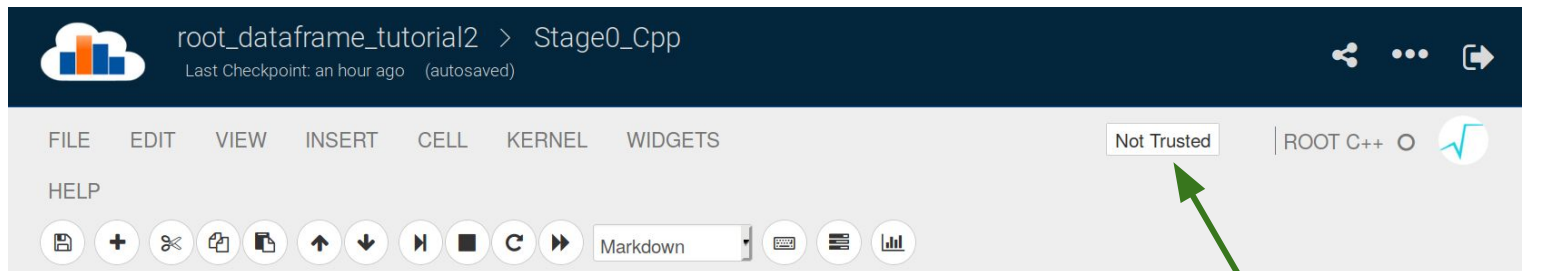 root_dataframe_tutorial2 > Stage0_Cpp
Last Checkpoint: an hour ago (autosaved)
FILE EDIT VIEW INSERT CELL KERNEL WIDGETS Not Trusted ROOT C++
HELP
Markdown